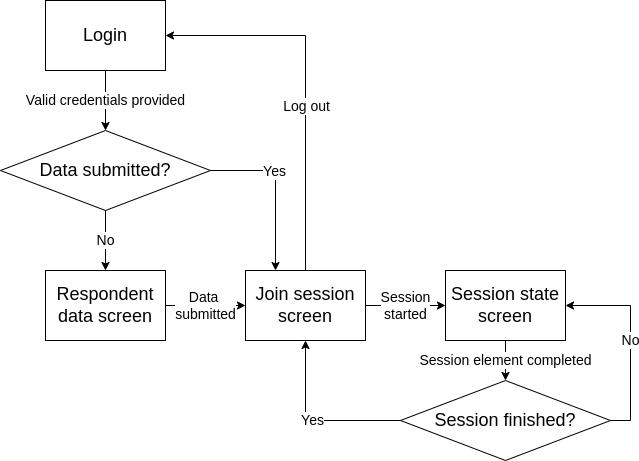 Login
Log out
Valid credentials provided
Data submitted?
Yes
No
Respondent
data screen
Data
submitted
Join session
screen
Session
started
Session state
screen
No
Session element completed
Yes
Session finished?